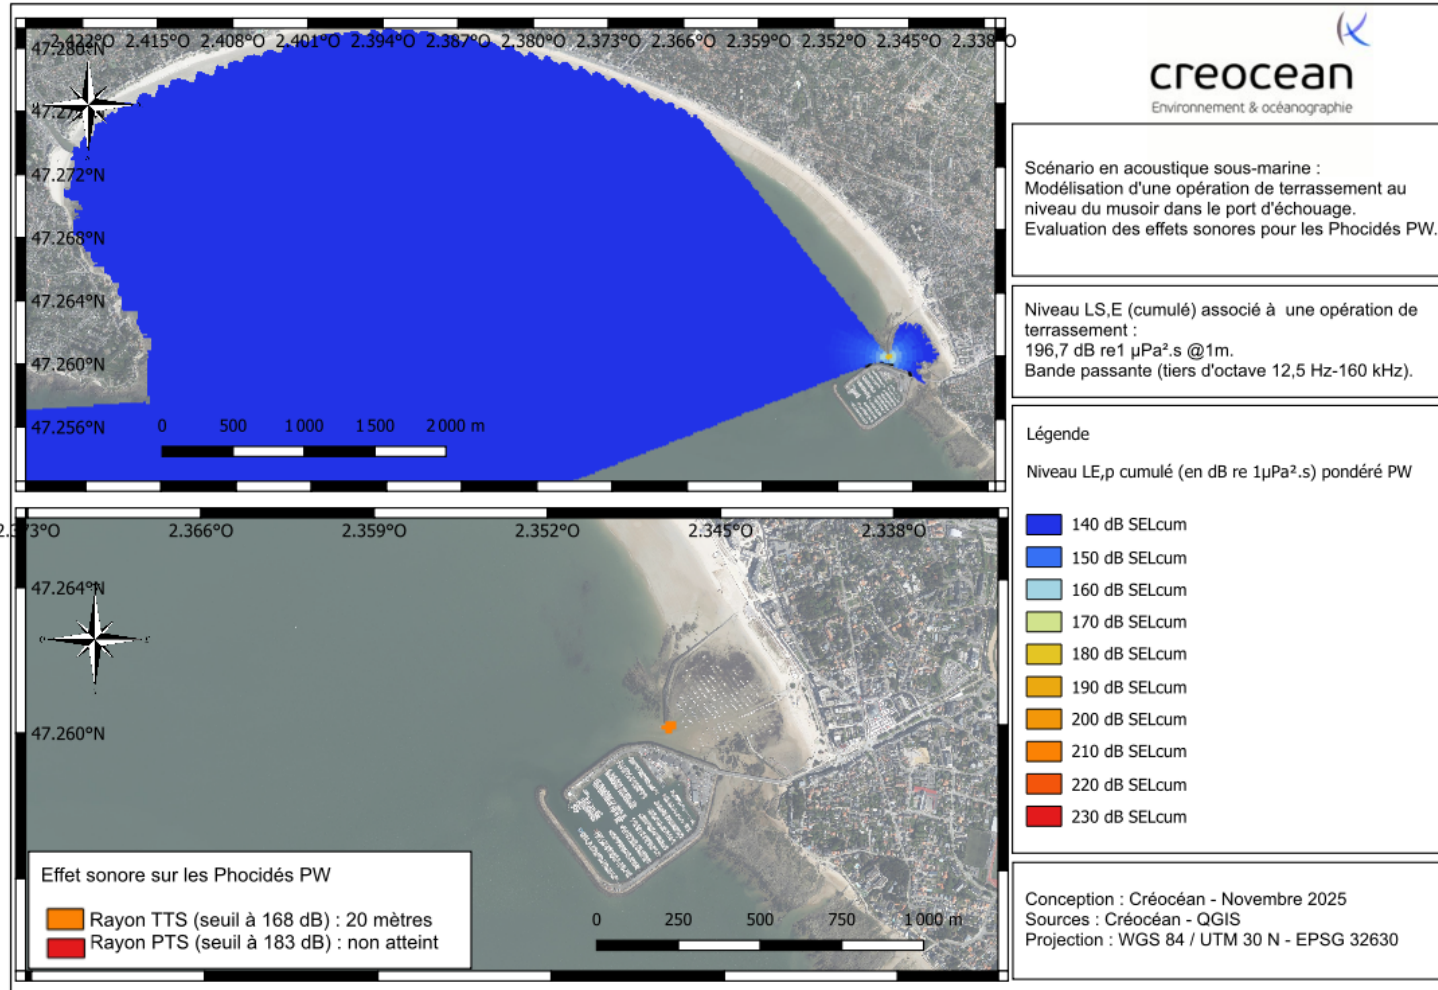 2.422°O 2.415°O 2.408°O 2.401°O 2.394°O 2.387°O 2.380°O 2.373°O 2.366°O 2.359°O 2.352°O 2.345°O 2.338°O
47.280°N
47.272°N
47.268°N
47.264°N
47.260°N
47.256°N
0 500 1 000 1 500 2 000 m
creocean
Environnement & océanographie
Scénario en acoustique sous-marine :
Modélisation d'une opération de terrassement au
niveau du musoir dans le port d'échouage.
Evaluation des effets sonores pour les Phocidés PW.
Niveau LS,E (cumulé) associé à une opération de
terrassement :
196,7 dB re1 µPa².s @1m.
Bande passante (tiers d'octave 12,5 Hz-160 kHz).
Légende
Niveau LE,p cumulé (en dB re 1µPa².s) pondéré PW
140 dB SELcum
150 dB SELcum
160 dB SELcum
170 dB SELcum
180 dB SELcum
190 dB SELcum
200 dB SELcum
210 dB SELcum
220 dB SELcum
230 dB SELcum
2.373°O 2.366°O 2.359°O 2.352°O 2.345°O 2.338°O
47.264°N
47.260°N
Effet sonore sur les Phocidés PW
Rayon TTS (seuil à 168 dB) : 20 mètres
Rayon PTS (seuil à 183 dB) : non atteint
0 250 500 750 1 000 m
Conception : Créocéan - Novembre 2025
Sources : Créocéan - QGIS
Projection : WGS 84 / UTM 30 N - EPSG 32630